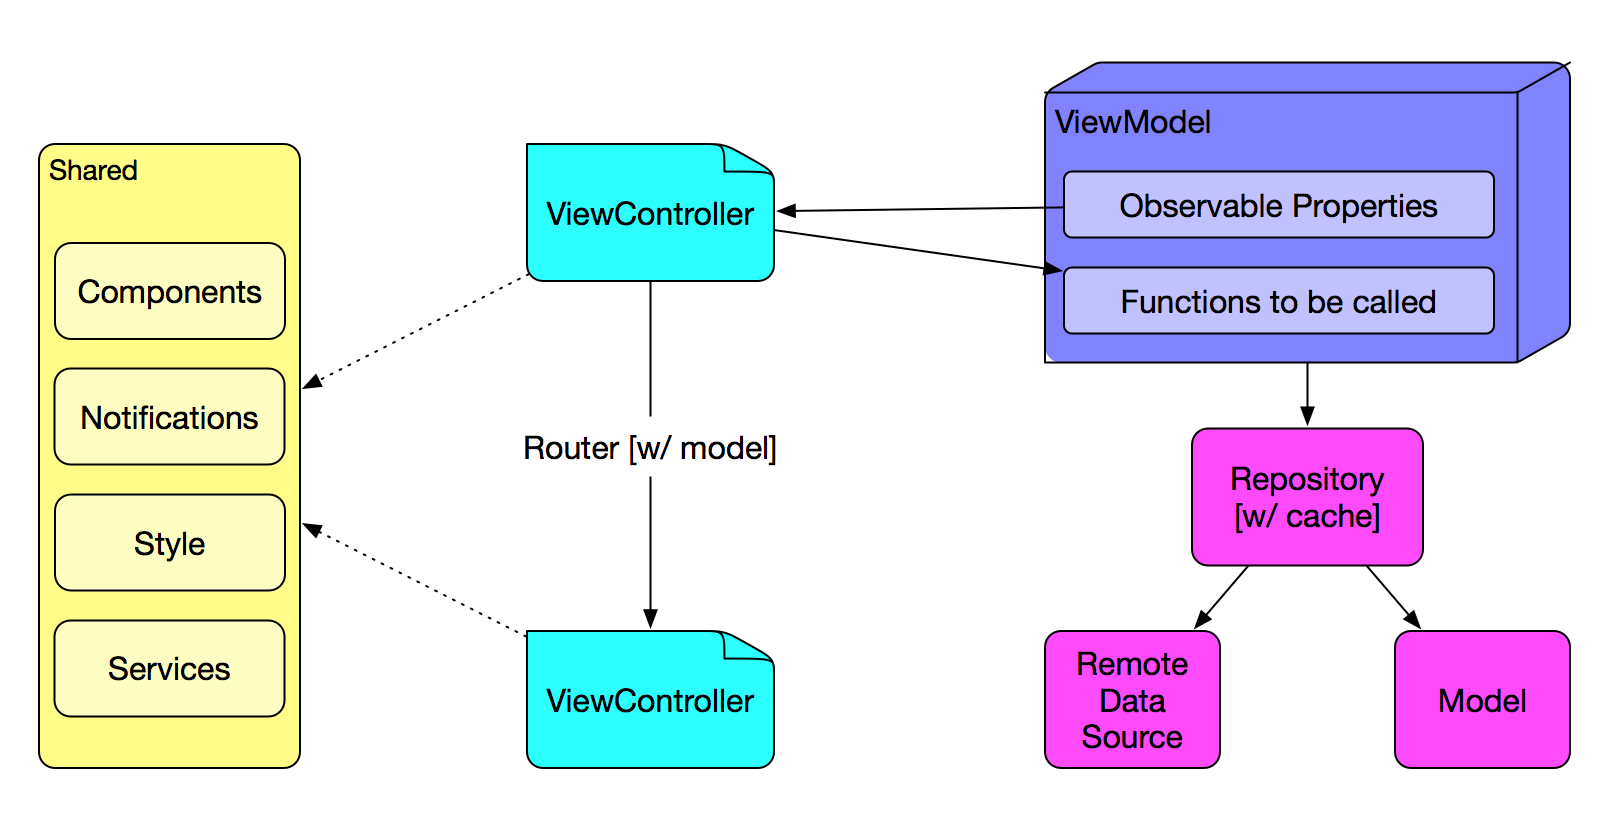 Shared
Components
Notifications
Style
Services
ViewController
Router [w/ model]
ViewController
ViewModel
Observable Properties
Functions to be called
Repository
[w/ cache]
Remote
Data
Source
Model